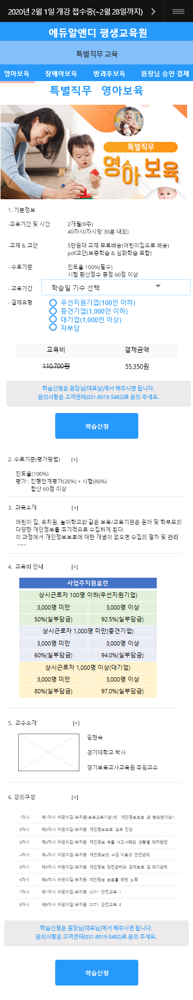 2020년 2월 1일 개강 접수중(~2월 28일까지)
에듀알앤디 평생교육원
특별직무 교육
영아보육 장애아보육 방과후보육 원장님 승인 결제
특별직무 영아보육
특별직무
영아 보육
1. 기본정보
-교육기간 및 시간 2개월(8주)
40차시(차시당 30분 내외)
-교재 & 교안 5만원대 교재 무료배송(어린이집으로 배송)
pdf교안(보충학습 & 심화학습 포함)
- 수료기준 진도율 100%(필수)
시험 환산점수 총점 60점 이상
- 교육기간 학습일 기수 선택
- 결제유형 우선지원기업(100인 이하)
중견기업(1,000인 이하)
대기업(1,000인 이상)
자부담
교육비 결제금액
110.700원 55,350원
학습신청은 원장님(대표님)께서 해주시면 됩니다.
문의사항은 고객센터(031-8019-5482)로 문의 주세요.
학습신청
2. 수료기준(평가방법) [+]
진도율(100%)
평가 : 진행단계평가(20%) + 시험(80%)
합산 60점 이상
3. 과목소개 [+]
어린이 집, 유치원, 놀이학교와 같은 보육/교육기관은 원아 및 학부모의
다양한 개인정보를 주기적으로 수집하게 된다.
이 과정에서 개인정보보호에 대한 개념이 없으면 수집의 절차 및 관리
~~~
4. 교육비 안내 [+]
사업주지원훈련
상시근로자 100명 이하(우선지원기업)
3,000명 미만 3,000명 이상
50%(실부담금) 92.5%(실부담금)
상시근로자 1,000명 미만(중견기업)
3,000명 미만 3,000명 이상
60%(실부담금) 94.0%(실부담금)
상시근로자 1,000명 이상(대기업)
3,000명 미만 3,000명 이상
80%(실부담금) 97.0%(실부담금)
5. 교수소개 [+]
임현숙
경기대학교 박사
경기보육교사교육원 주임교수
6. 강의구성 [+]
1차시 제1차시 어린이집/유치원(보육교육기관)의 개인정보보호 왜 중요한가요?
2차시 제2차시 어린이집/유치원 개인정보보호 실무 진단
3차시 제3차시 어린이집/유치원 개인정보 유출 사고사례와 상황별 대처방안
4차시 제4차시 어린이집/유치원 개인정보의 수집 이용과 안전관리
5차시 제5차시 어린이집/유치원 개인정보 안전관리와 권익보호 및 파기관리
6차시 제6차시 어린이집/유치원 개인정보 보호를 위한 노력
7차시 제7차시 어린이집/유치원 CCTV 안전교육 1
8차시 제8차시 어린이집/유치원 CCTV 안전교육 2
학습신청은 원장님(대표님)께서 해주시면 됩니다.
문의사항은 고객센터(031-8019-5482)로 문의 주세요.
학습신청